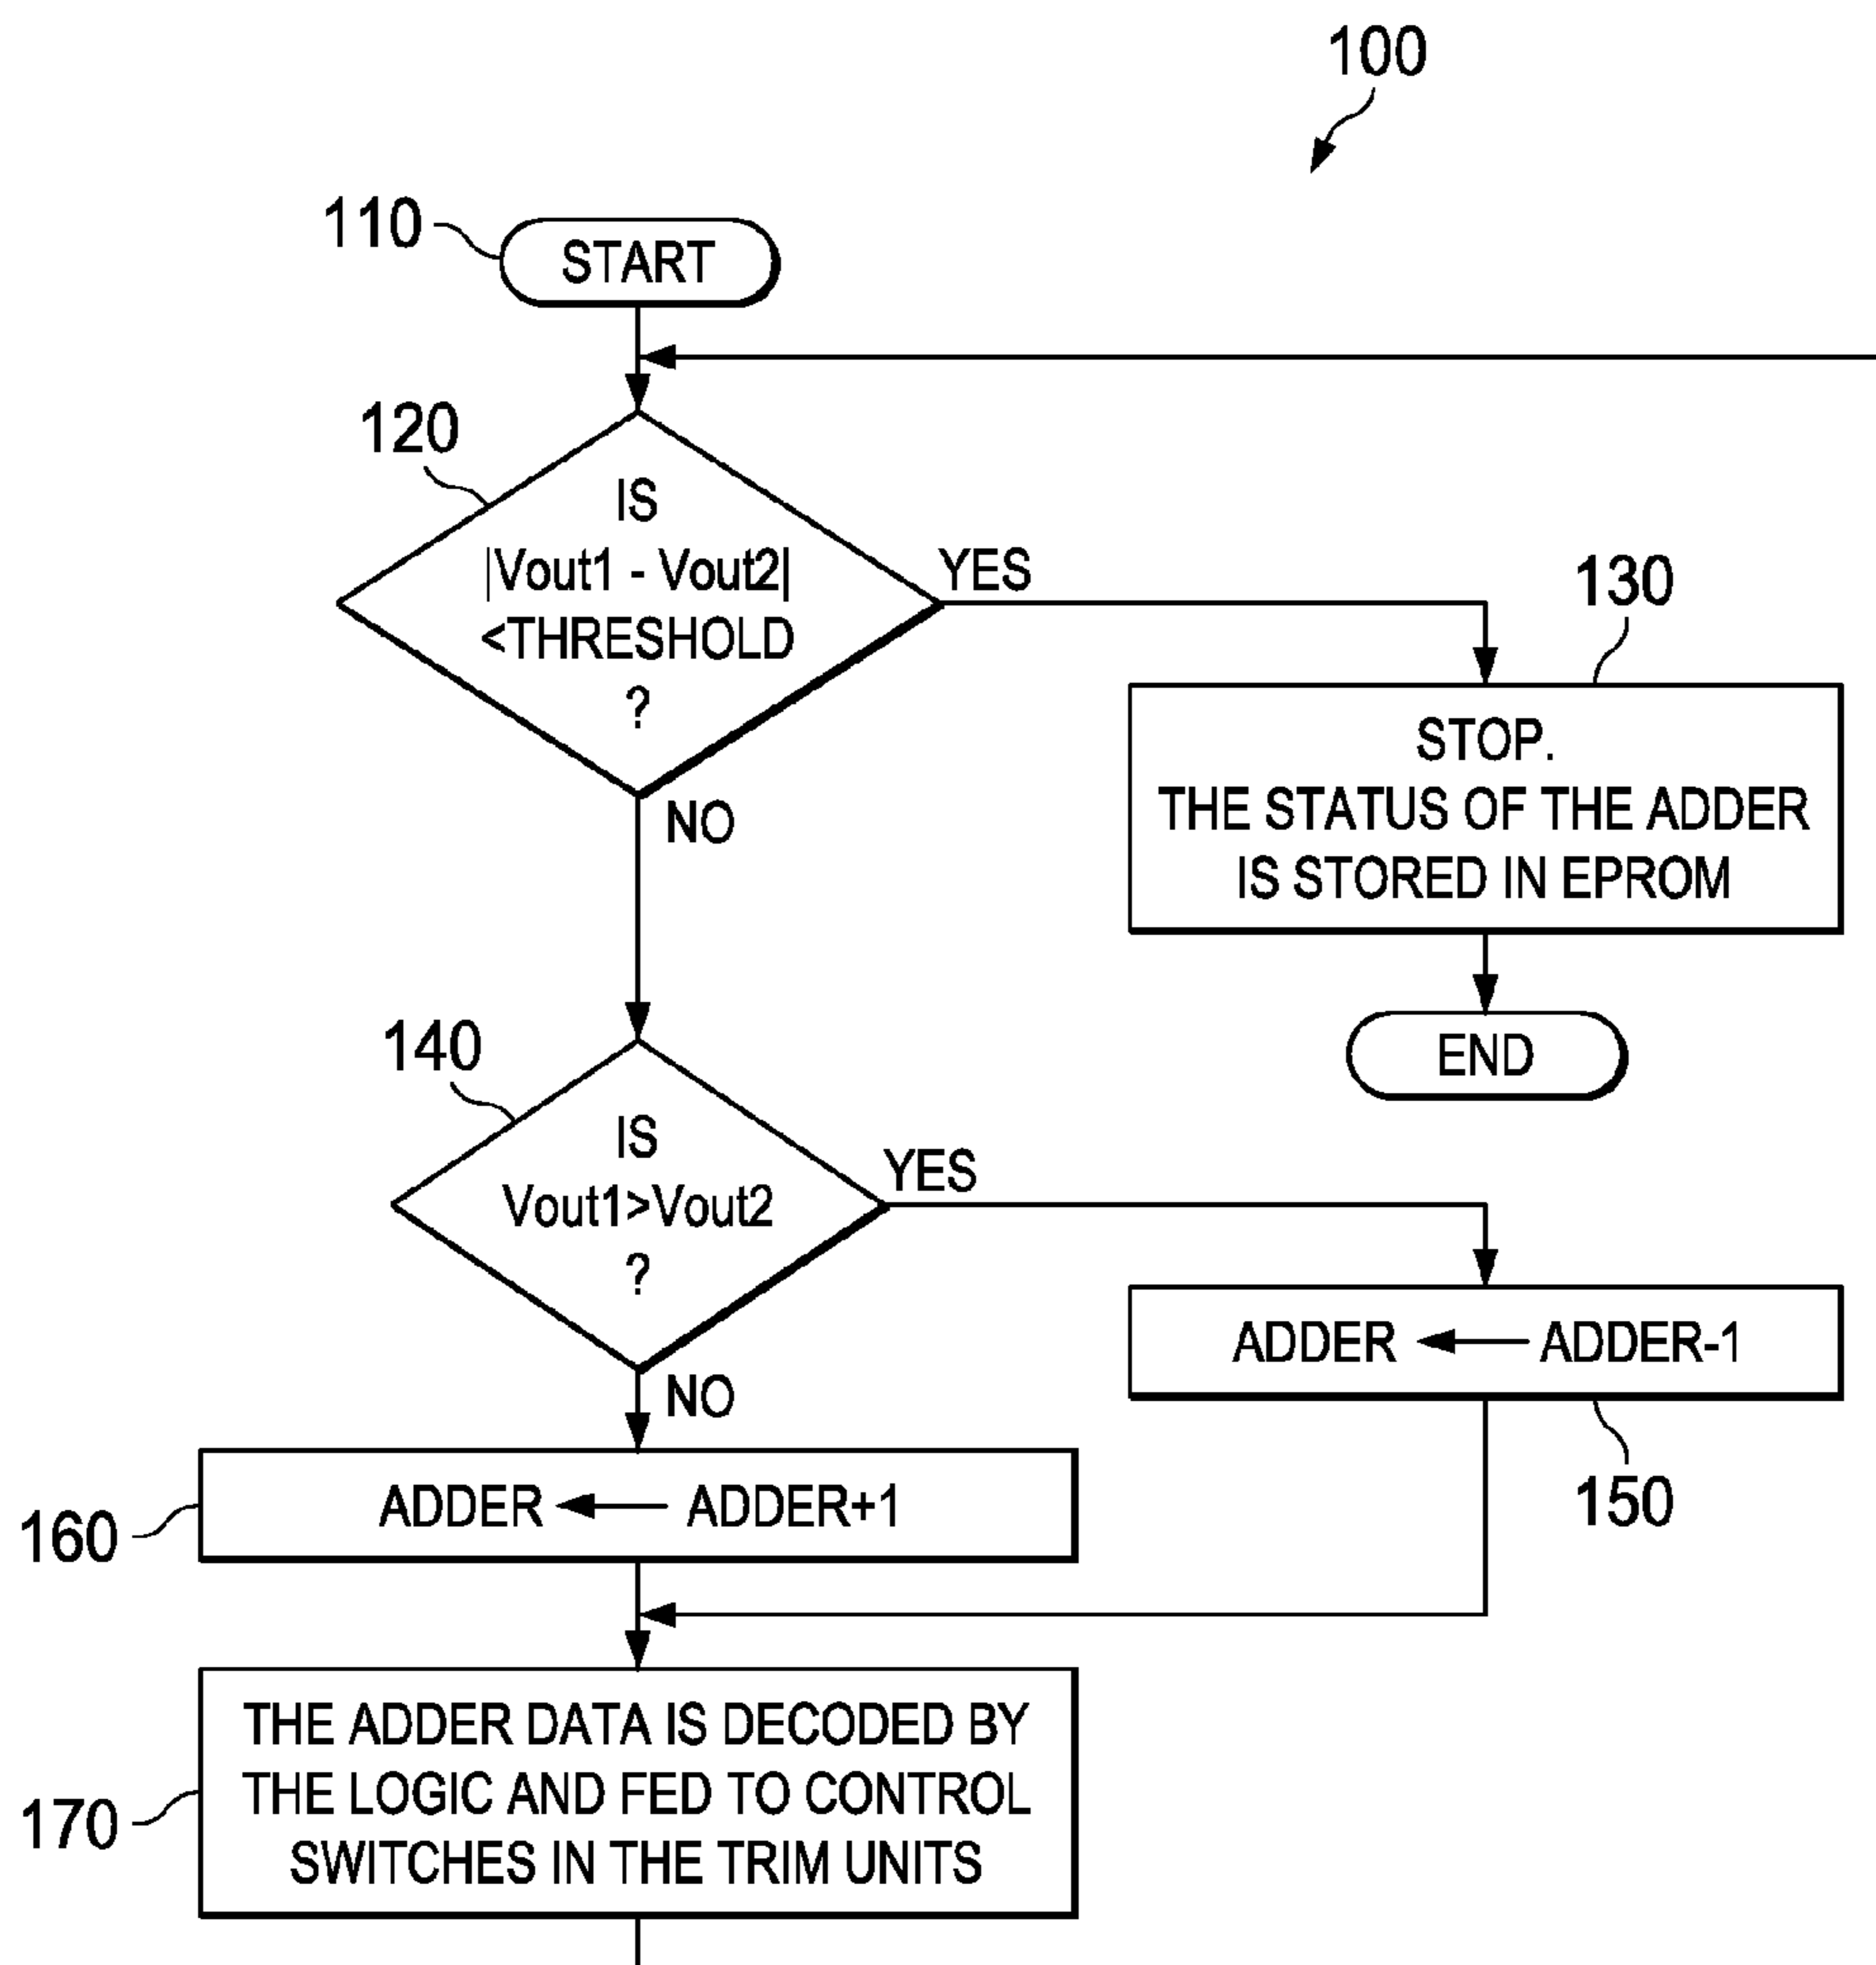 100
110
START
120
IS
|Vout1 - Vout2|
<THRESHOLD
?
YES
NO
130
STOP.
THE STATUS OF THE ADDER
IS STORED IN EPROM
END
140
IS
Vout1>Vout2
?
YES
NO
ADDER ← ADDER-1
150
160
ADDER ← ADDER+1
170
THE ADDER DATA IS DECODED BY
THE LOGIC AND FED TO CONTROL
SWITCHES IN THE TRIM UNITS